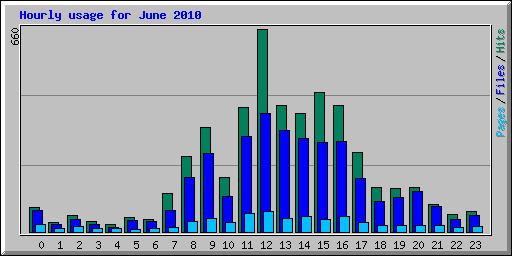 Hourly usage for June 2010
660
Pages/Files/Hits
0 1 2 3 4 5 6 7 8 9 10 11 12 13 14 15 16 17 18 19 20 21 22 23